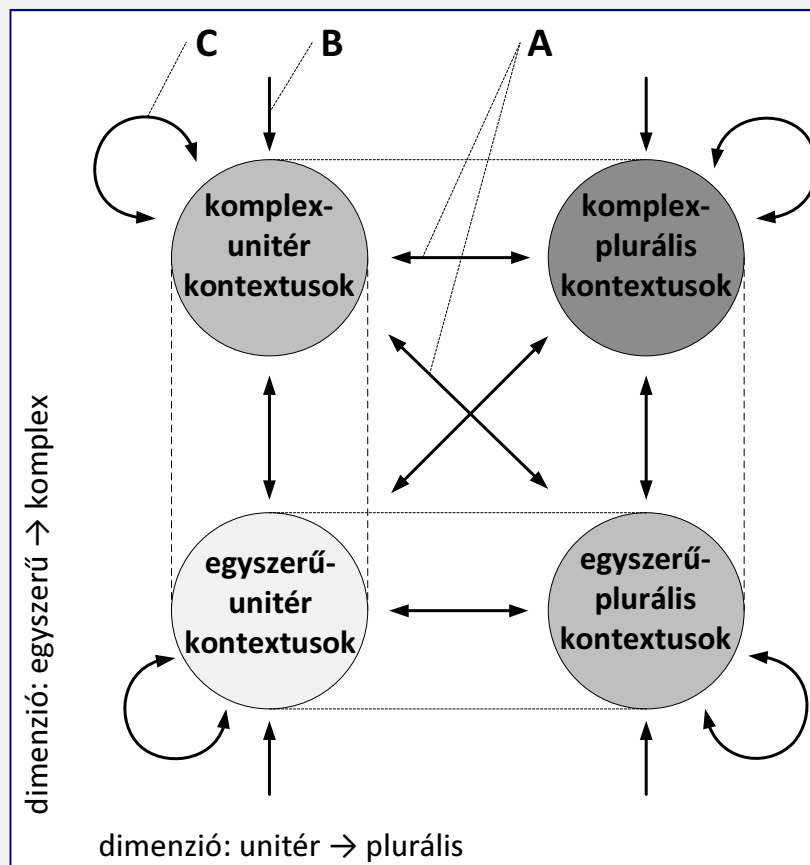 C
B
A
komplex-
unitér
kontextusok
komplex-
plurális
kontextusok
egyszerű-
unitér
kontextusok
egyszerű-
plurális
kontextusok
dimenzió: egyszerű → komplex
dimenzió: unitér → plurális